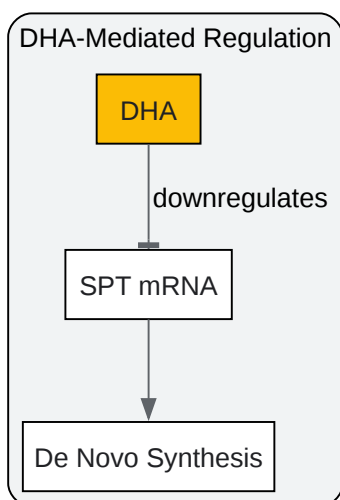 DHA-Mediated Regulation
DHA
downregulates
SPT mRNA
De Novo Synthesis